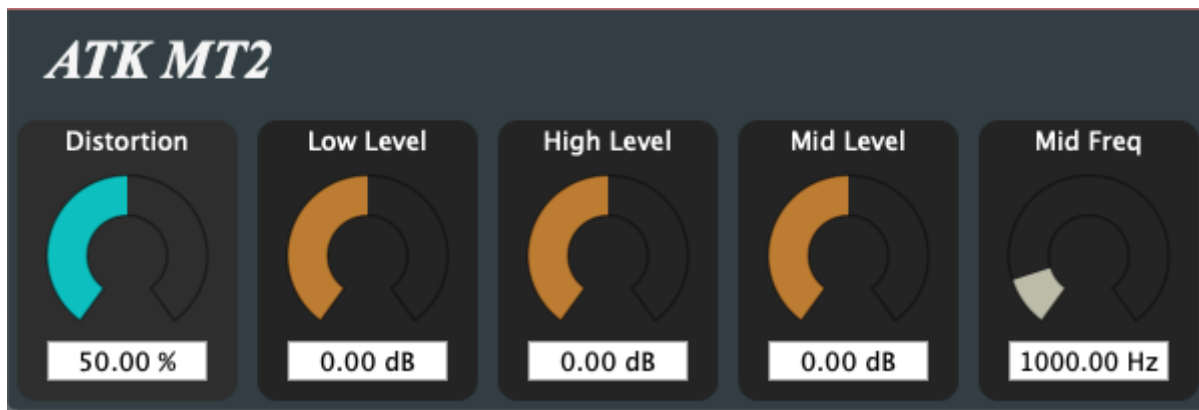 ATK MT2
Distortion Low Level High Level Mid Level Mid Freq
50.00 % 0.00 dB 0.00 dB 0.00 dB 1000.00 Hz